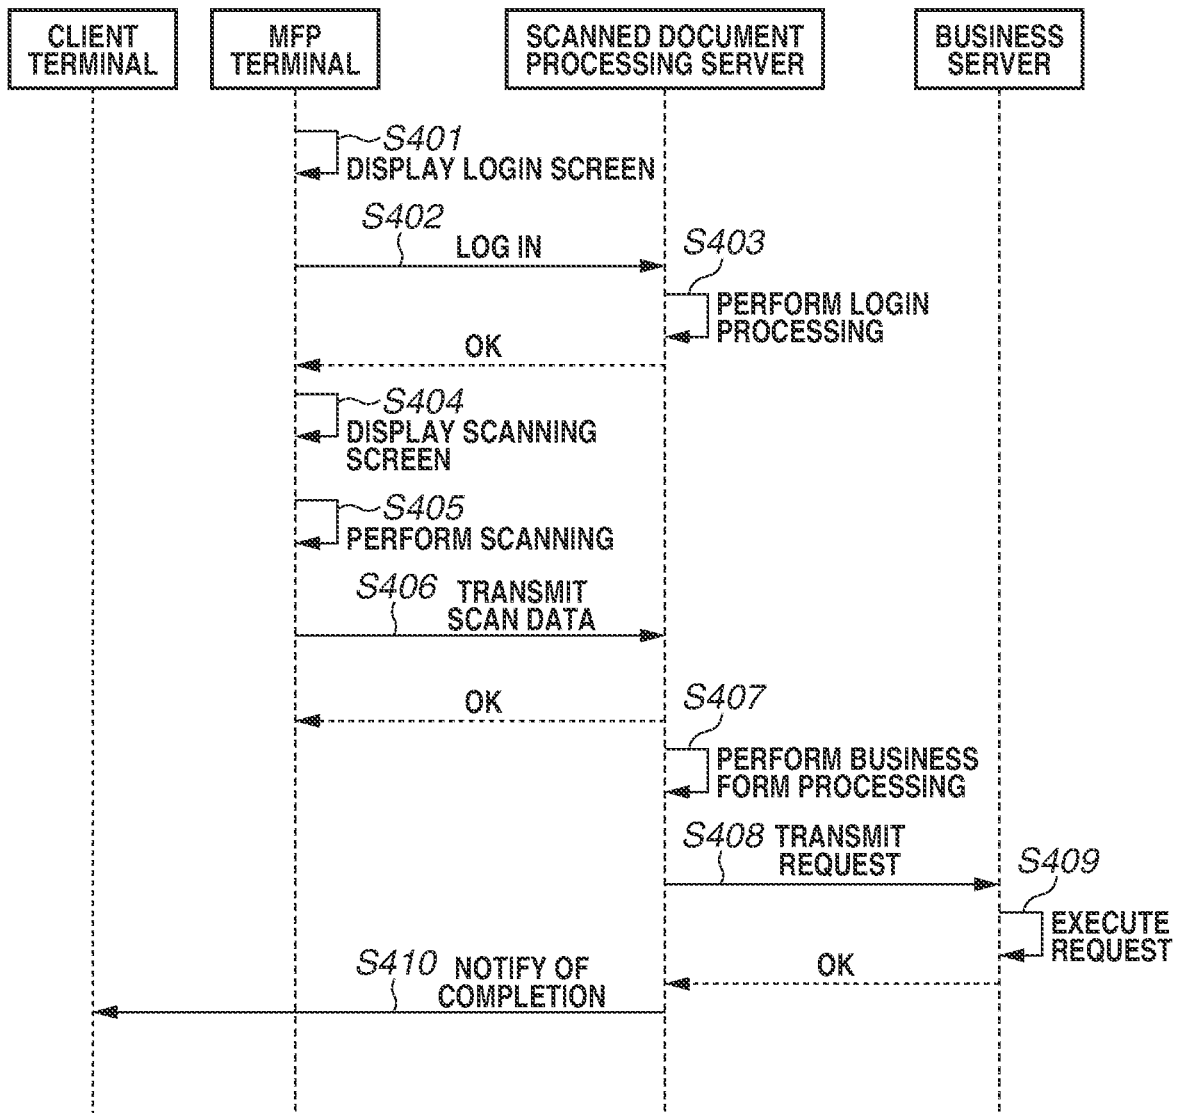 CLIENT
TERMINAL
MFP
TERMINAL
SCANNED DOCUMENT
PROCESSING SERVER
BUSINESS
SERVER
S401
DISPLAY LOGIN SCREEN
S402
LOG IN
S403
PERFORM LOGIN
PROCESSING
OK
S404
DISPLAY SCANNING
SCREEN
S405
PERFORM SCANNING
S406
TRANSMIT
SCAN DATA
OK
S407
PERFORM BUSINESS
FORM PROCESSING
S408
TRANSMIT
REQUEST
S409
EXECUTE
REQUEST
OK
S410
NOTIFY OF
COMPLETION